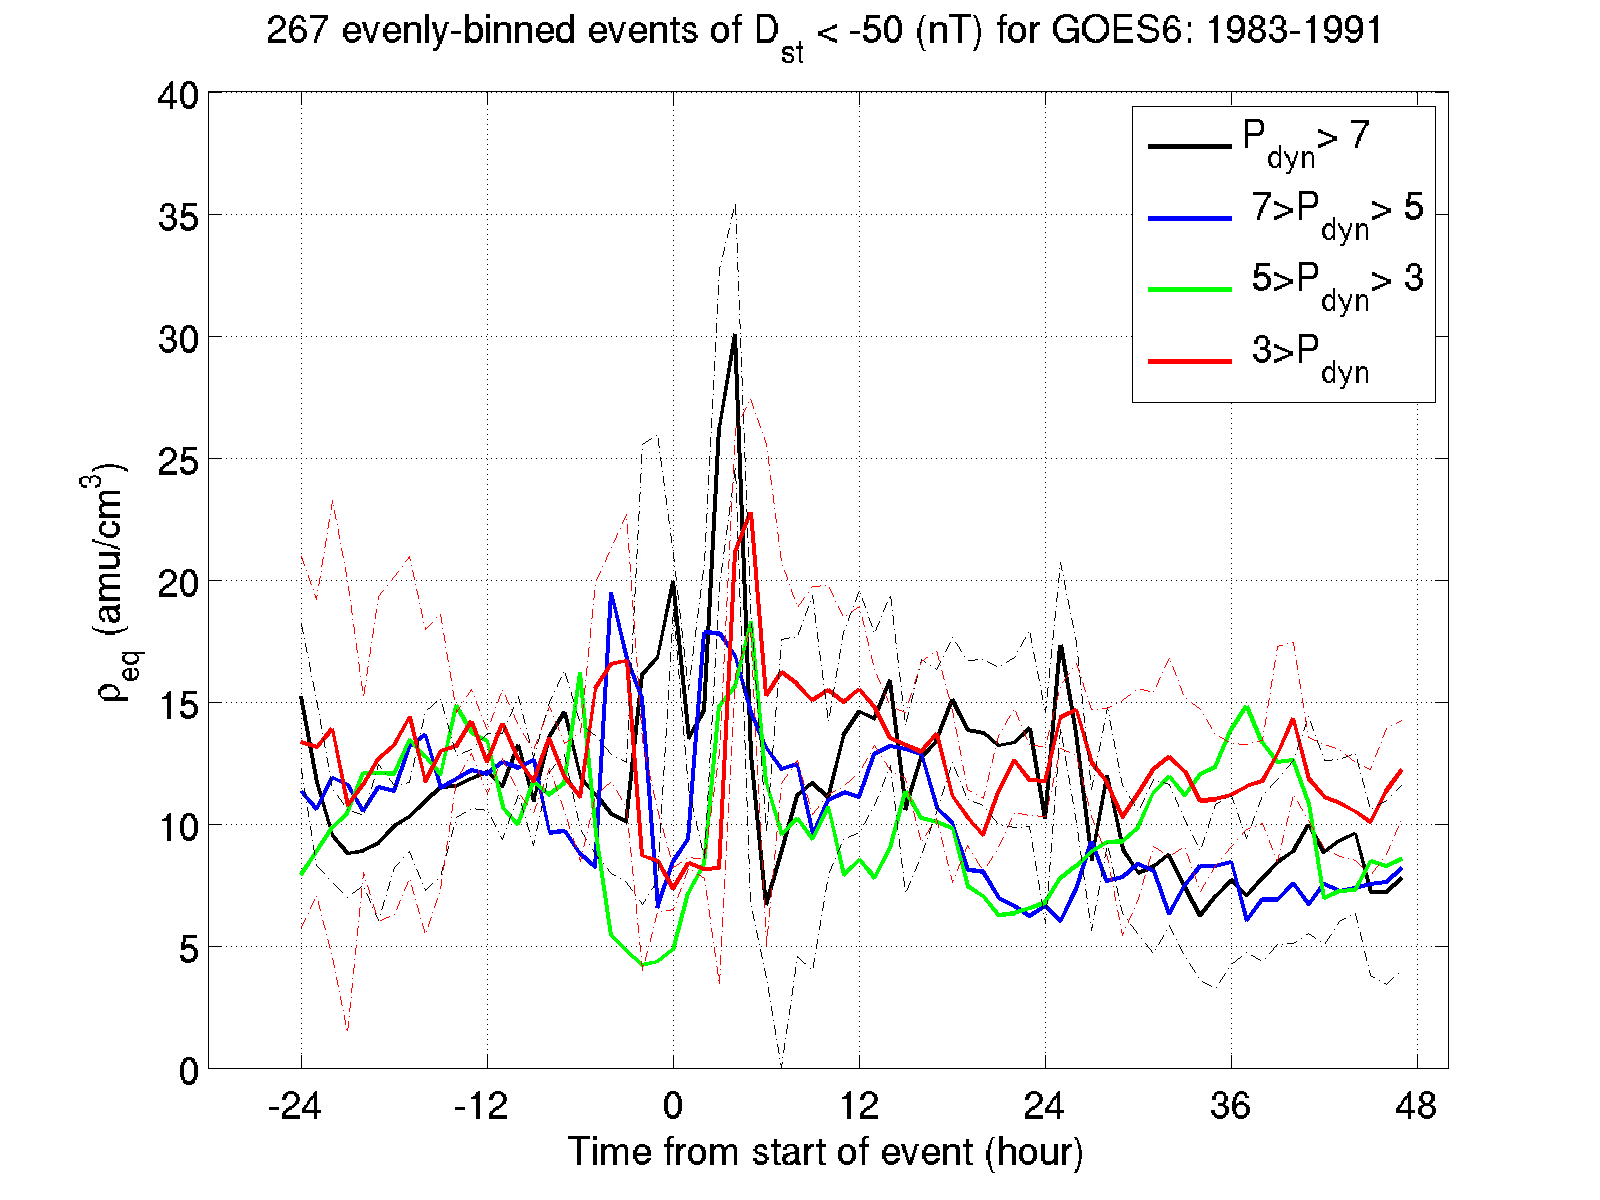 267 evenly-binned events of Dst < -50 (nT) for GOES6: 1983-1991
40
35
30
25
20
15
10
5
0
ρeq (amu/cm³)
Pdyn> 7
7>Pdyn> 5
5>Pdyn> 3
3>Pdyn
-24 -12 0 12 24 36 48
Time from start of event (hour)